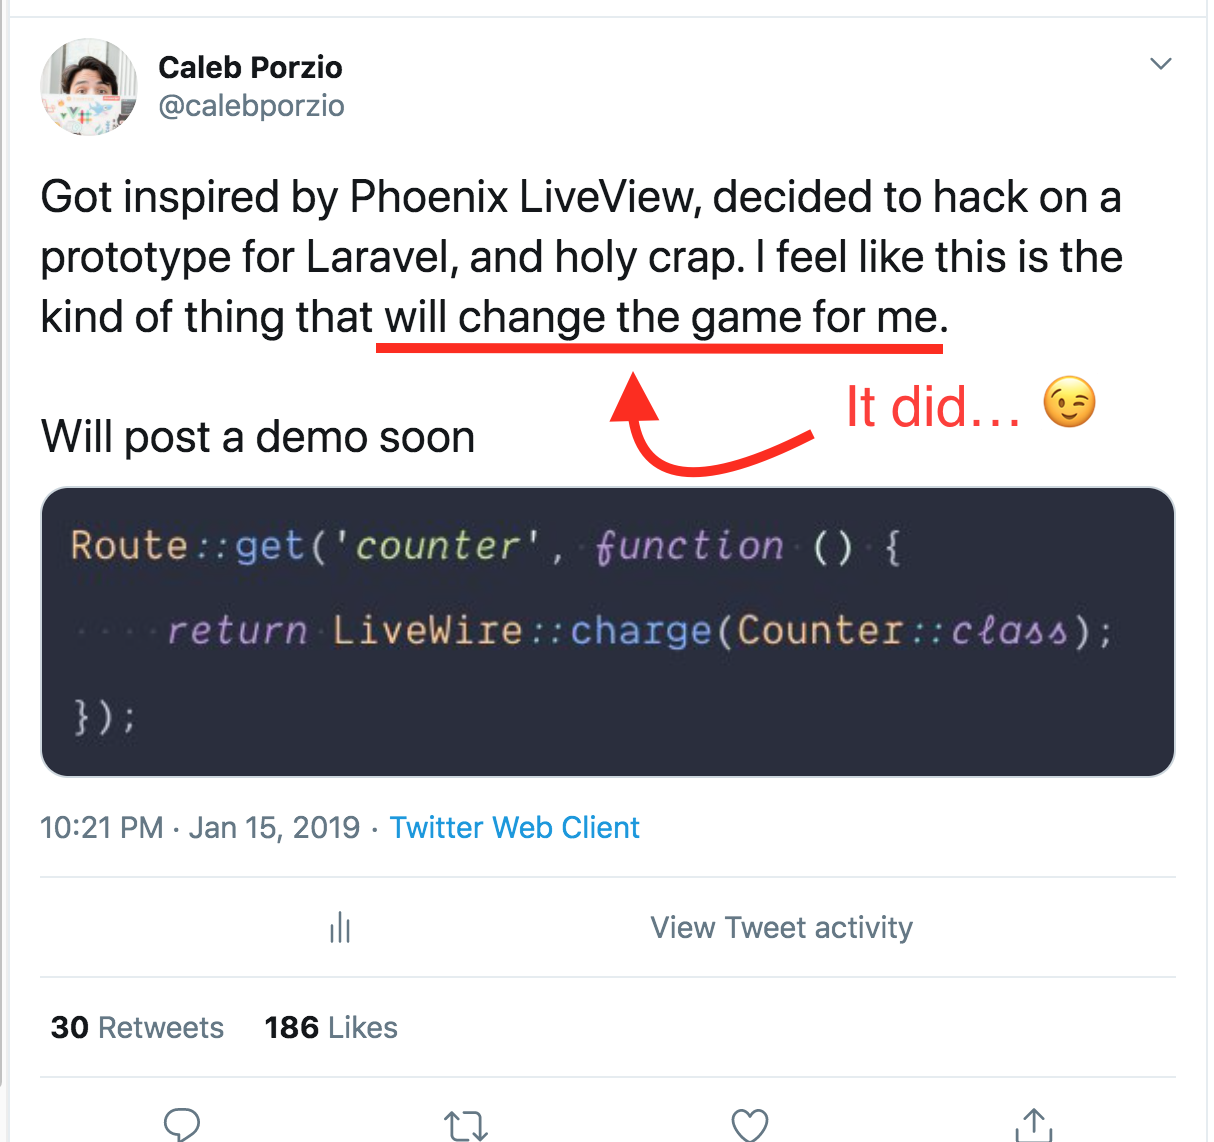 Caleb Porzio
@calebporzio
Got inspired by Phoenix LiveView, decided to hack on a
prototype for Laravel, and holy crap. I feel like this is the
kind of thing that will change the game for me.
It did... 😉
Will post a demo soon
Route::get('counter', function () {
    return LiveWire::charge(Counter::class);
});
10:21 PM · Jan 15, 2019 · Twitter Web Client
View Tweet activity
30 Retweets 186 Likes